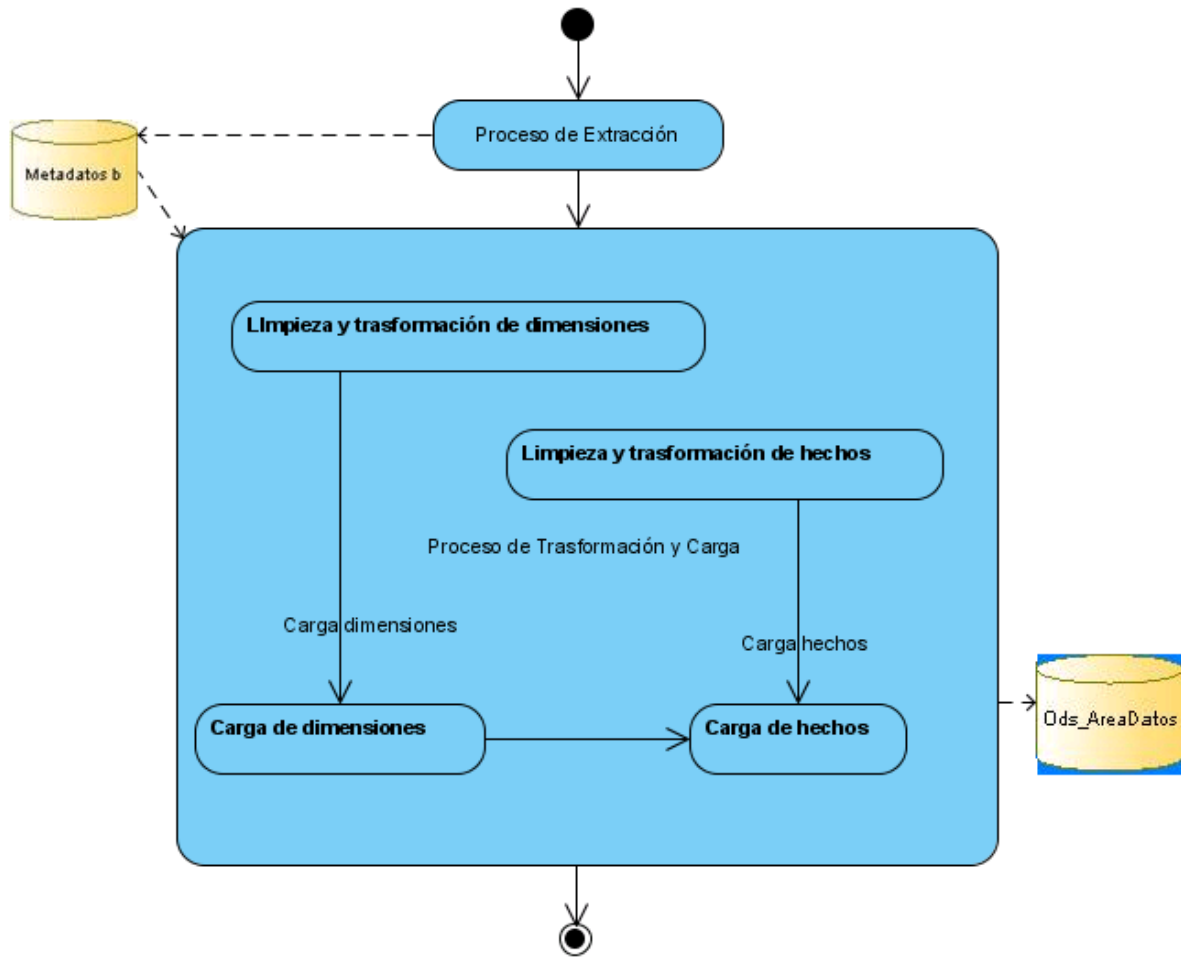 Proceso de Extracción
Metadatos b
LImpieza y trasformación de dimensiones
Limpieza y trasformación de hechos
Proceso de Trasformación y Carga
Carga dimensiones
Carga hechos
Carga de dimensiones
Carga de hechos
Ods_AreaDatos